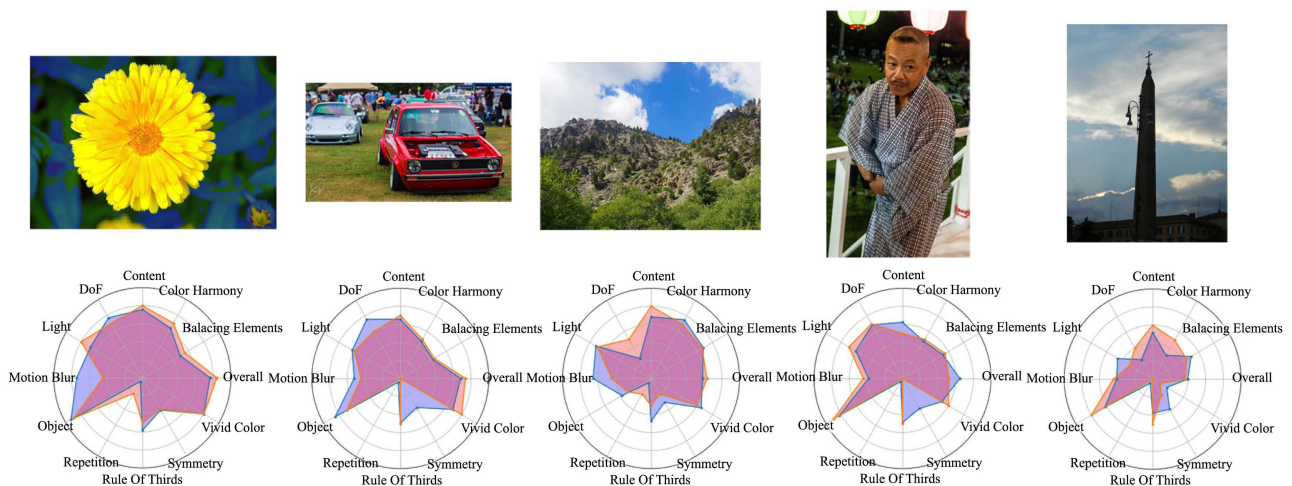 Content
Color Harmony
Balacing Elements
Overall
Vivid Color
Symmetry
Rule Of Thirds
Repetition
Object
Motion Blur
Light
DoF
Content
Color Harmony
Balacing Elements
Overall
Vivid Color
Symmetry
Rule Of Thirds
Repetition
Object
Motion Blur
Light
DoF
Content
Color Harmony
Balacing Elements
Overall
Vivid Color
Symmetry
Rule Of Thirds
Repetition
Object
Motion Blur
Light
DoF
Content
Color Harmony
Balacing Elements
Overall
Vivid Color
Symmetry
Rule Of Thirds
Repetition
Object
Motion Blur
Light
DoF
Content
Color Harmony
Balacing Elements
Overall
Vivid Color
Symmetry
Rule Of Thirds
Repetition
Object
Motion Blur
Light
DoF